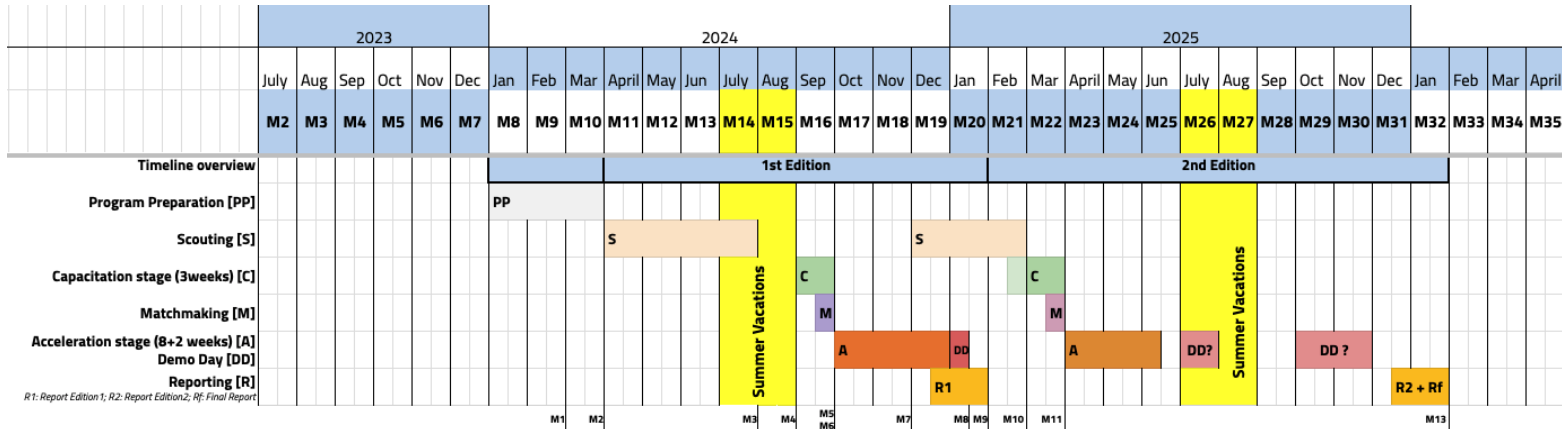 2023 2024 2025
July Aug Sep Oct Nov Dec Jan Feb Mar April May Jun July Aug Sep Oct Nov Dec Jan Feb Mar April May Jun July Aug Sep Oct Nov Dec Jan Feb Mar April
M2 M3 M4 M5 M6 M7 M8 M9 M10 M11 M12 M13 M14 M15 M16 M17 M18 M19 M20 M21 M22 M23 M24 M25 M26 M27 M28 M29 M30 M31 M32 M33 M34 M35
Timeline overview 1st Edition 2nd Edition
Program Preparation [PP] PP
Scouting [S] S S
Capacitation stage (3weeks) [C] C C
Matchmaking [M] M M
Acceleration stage (8+2 weeks) [A] A DD A DD? DD ?
Demo Day [DD]
Summer Vacations
Summer Vacations
Reporting [R] R1 R2 + Rf
R1: Report Edition1; R2: Report Edition2; Rf: Final Report
M1 M2 M3 M4 M5 M7 M8 M9 M10 M11 M13
M6